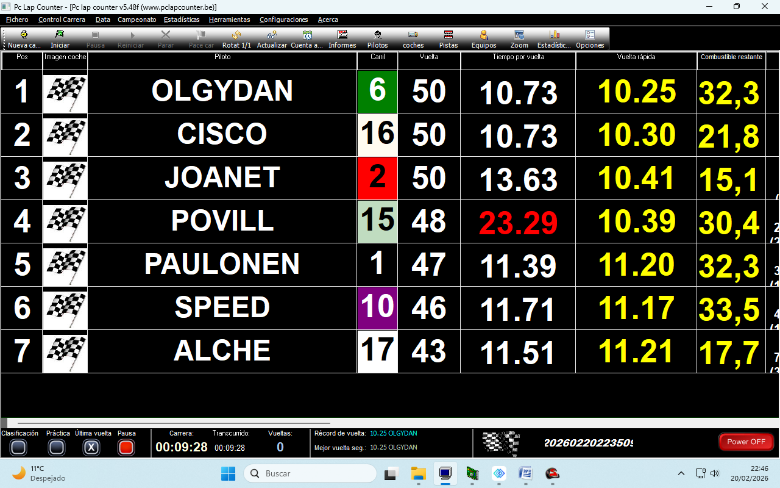 Pc Lap Counter - [Pc lap counter v5.48f (www.pclapcounter.be)]
Fichero Control Carrera Data Campeonato Estadísticas Herramientas Configuraciones Acerca
Nueva ca... Iniciar Pausa Reiniciar Parar Pace car Rotat 1/1 Actualizar Cuenta a... Informes Pilotos coches Pistas Equipos Zoom Estadístic... Opciones
Pos Imagen coche Piloto Carril Vuelta Tiempo por vuelta Vuelta rápida Combustible restante
1 OLGYDAN 6 50 10.73 10.25 32,3
2 CISCO 16 50 10.73 10.30 21,8
3 JOANET 2 50 13.63 10.41 15,1
4 POVILL 15 48 23.29 10.39 30,4
5 PAULONEN 1 47 11.39 11.20 32,3
6 SPEED 10 46 11.71 11.17 33,5
7 ALCHE 17 43 11.51 11.21 17,7
Clasificación Práctica Última vuelta Pausa Carrera: Transcurrido: Vueltas: Récord de vuelta: 10.25 OLGYDAN
X 00:09:28 00:09:28 0 Mejor vuelta seg.: 10.25 OLGYDAN
Power OFF
11°C
Despejado
Buscar
22:46
20/02/2026